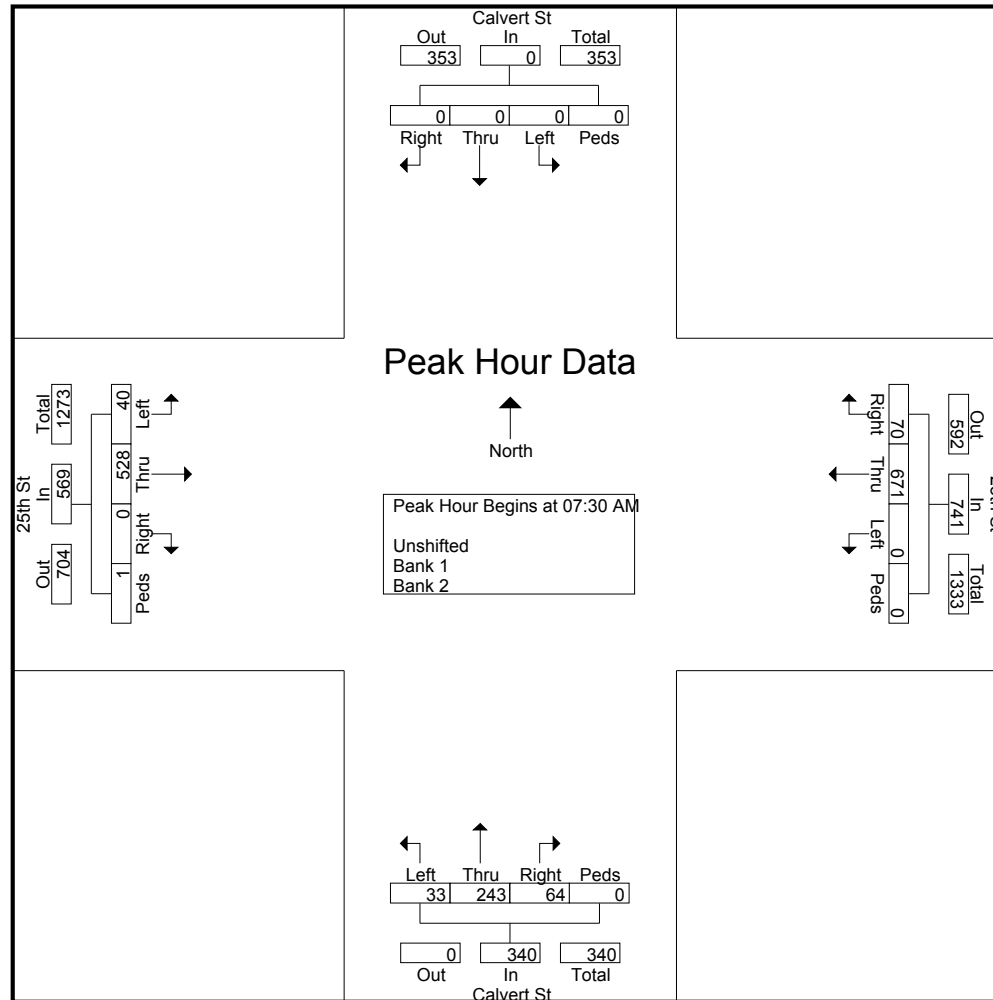 Calvert St
Out In Total
353 0 353
0 0 0 0
Right Thru Left Peds
Peak Hour Data
North
Peak Hour Begins at 07:30 AM
Unshifted
Bank 1
Bank 2
25th St
Total In Out
1273 569 704
40 528 0 1
Left Thru Right Peds
Right Thru Left Peds
70 671 0 0
592 741 1333
Out In Total
Left Thru Right Peds
33 243 64 0
0 340 340
Out In Total
Calvert St